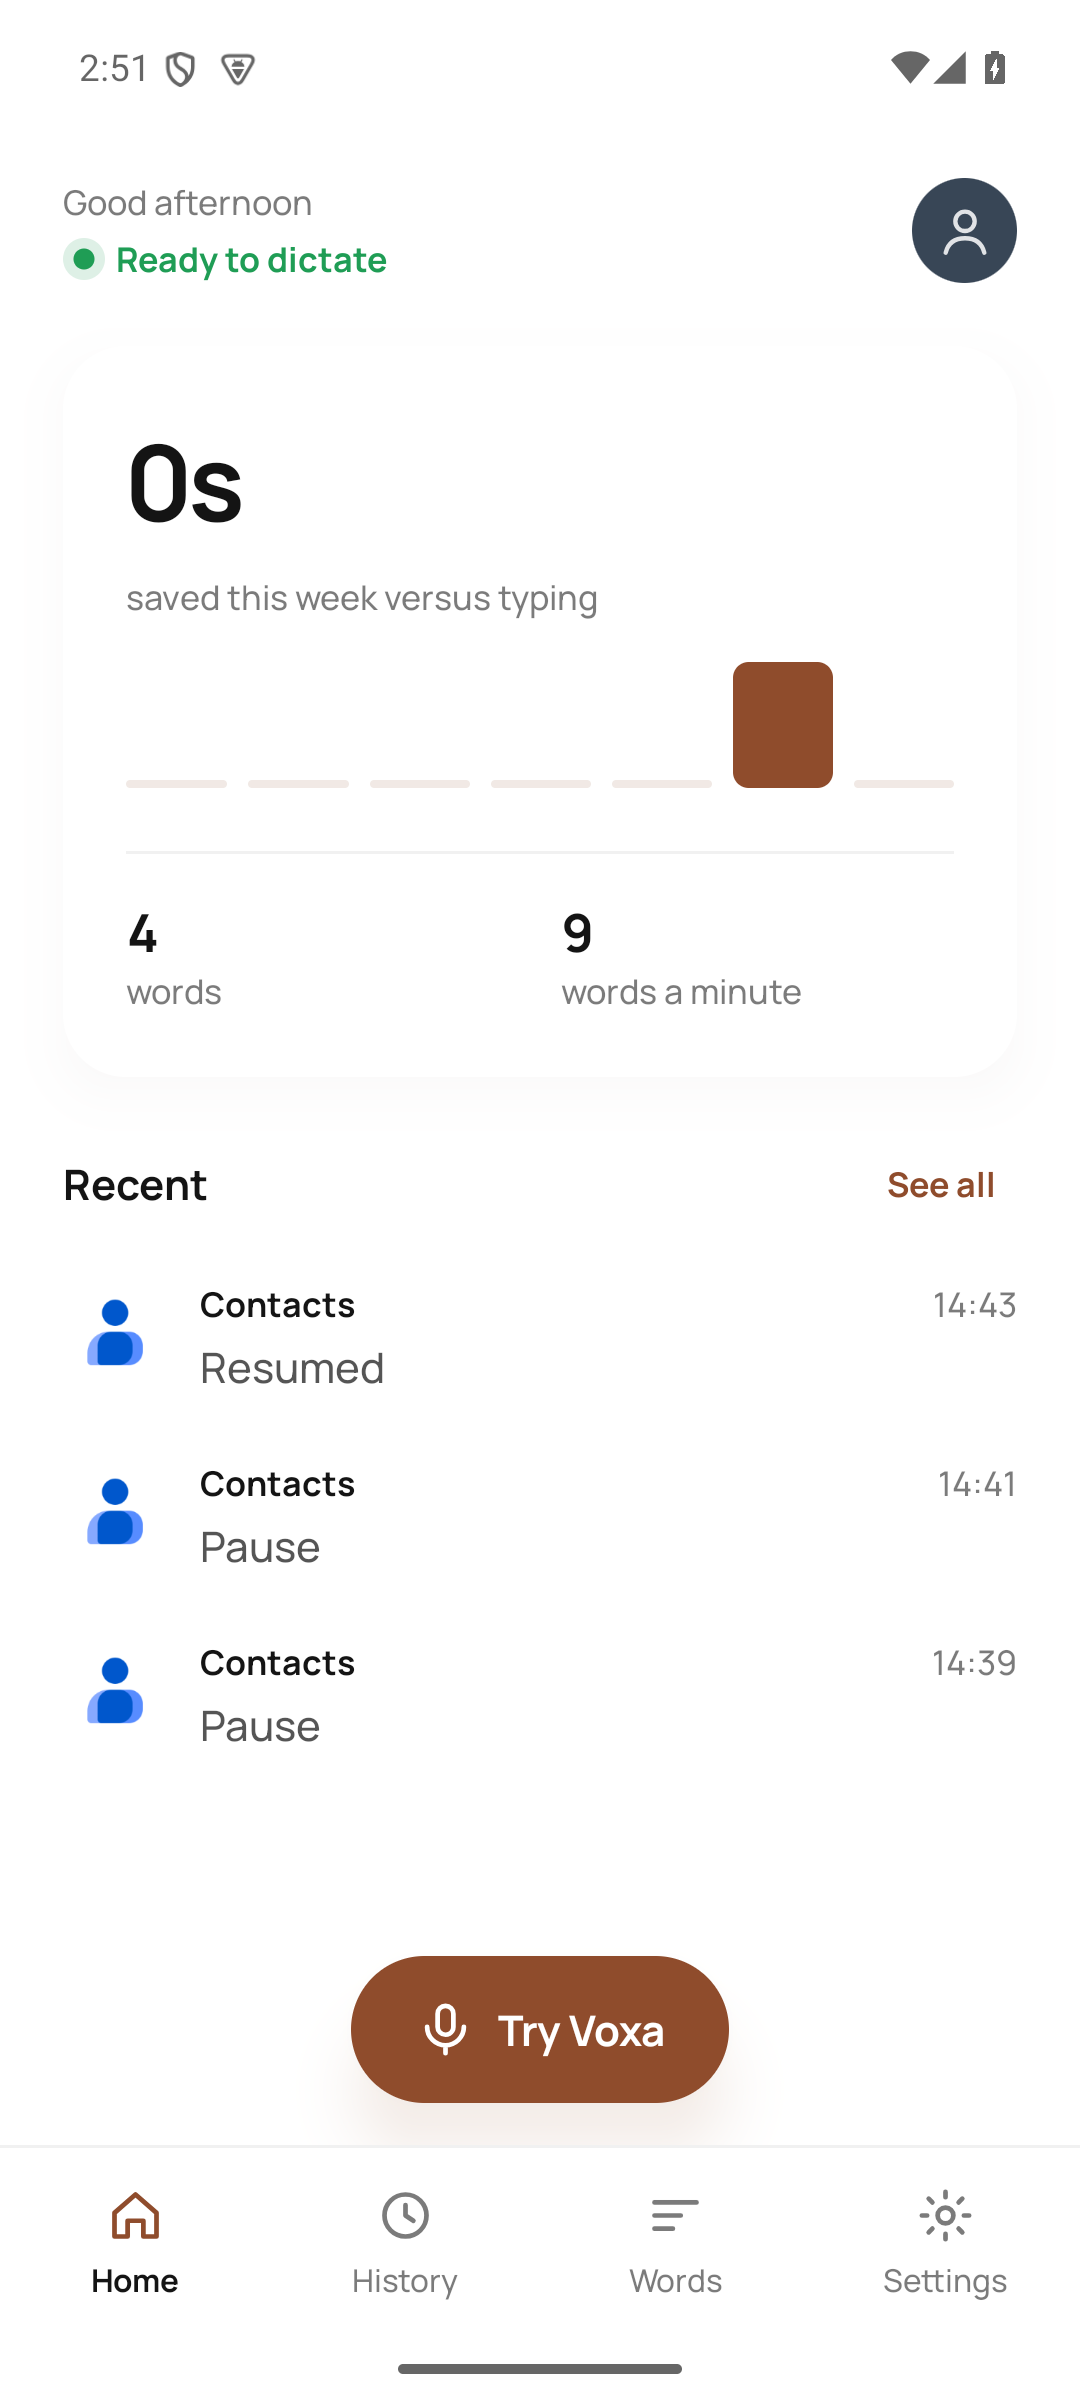 2:51
Good afternoon
Ready to dictate
0s
saved this week versus typing
4
words
9
words a minute
Recent
See all
Contacts
14:43
Resumed
Contacts
14:41
Pause
Contacts
14:39
Pause
Try Voxa
Home
History
Words
Settings